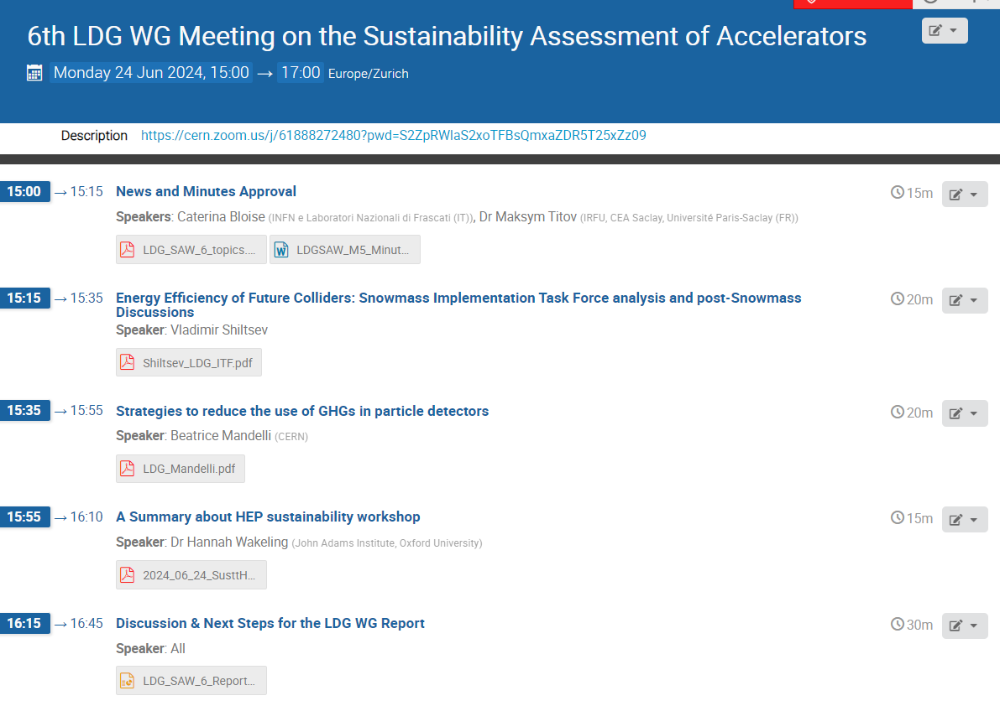 6th LDG WG Meeting on the Sustainability Assessment of Accelerators
Monday 24 Jun 2024, 15:00 → 17:00 Europe/Zurich
Description https://cern.zoom.us/j/61888272480?pwd=S2ZpRWlaS2xoTFBsQmxaZDR5T25xZz09
15:00 → 15:15 News and Minutes Approval 15m
Speakers: Caterina Bloise (INFN e Laboratori Nazionali di Frascati (IT)), Dr Maksym Titov (IRFU, CEA Saclay, Université Paris-Saclay (FR))
LDG_SAW_6_topics.... LDGSAW_M5_Minut...
15:15 → 15:35 Energy Efficiency of Future Colliders: Snowmass Implementation Task Force analysis and post-Snowmass 20m
Discussions
Speaker: Vladimir Shiltsev
Shiltsev_LDG_ITF.pdf
15:35 → 15:55 Strategies to reduce the use of GHGs in particle detectors 20m
Speaker: Beatrice Mandelli (CERN)
LDG_Mandelli.pdf
15:55 → 16:10 A Summary about HEP sustainability workshop 15m
Speaker: Dr Hannah Wakeling (John Adams Institute, Oxford University)
2024_06_24_SusttH...
16:15 → 16:45 Discussion & Next Steps for the LDG WG Report 30m
Speaker: All
LDG_SAW_6_Report...